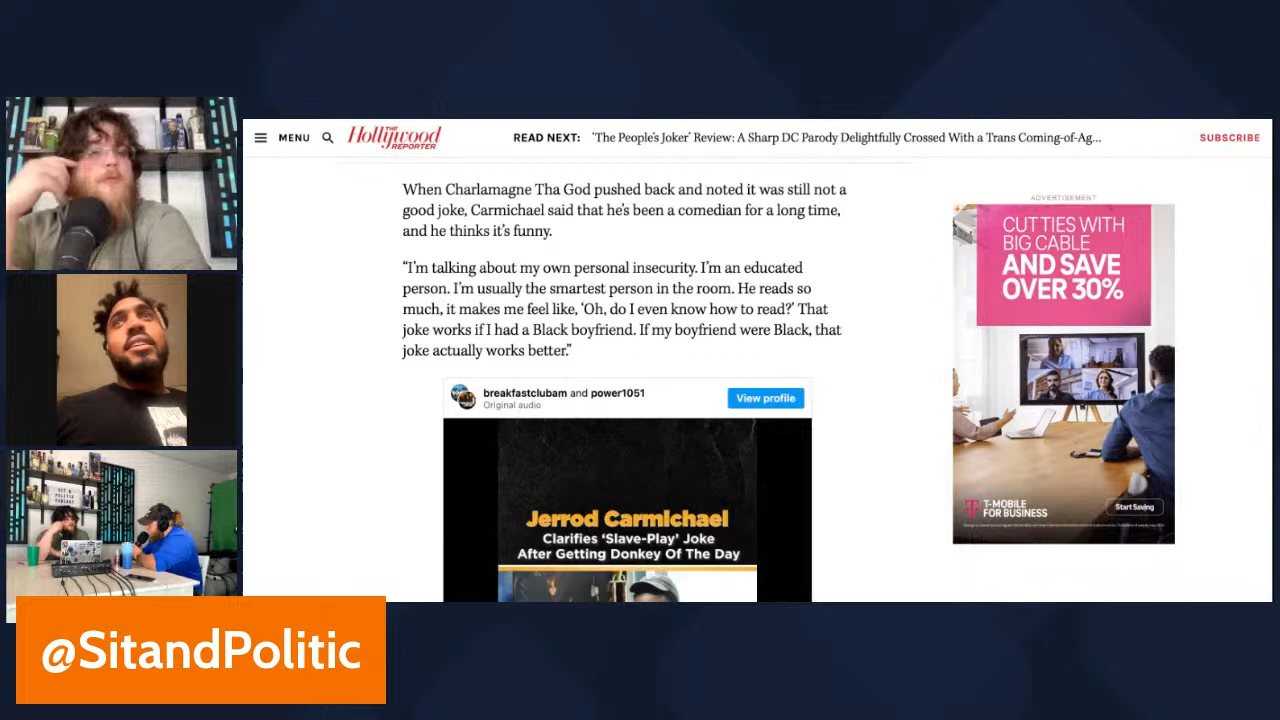 MENU
THE
Hollywood
REPORTER
READ NEXT: 'The People's Joker' Review: A Sharp DC Parody Delightfully Crossed With a Trans Coming-of-Ag...
SUBSCRIBE
When Charlamagne Tha God pushed back and noted it was still not a
good joke, Carmichael said that he's been a comedian for a long time,
and he thinks it's funny.
“I'm talking about my own personal insecurity. I'm an educated
person. I'm usually the smartest person in the room. He reads so
much, it makes me feel like, ‘Oh, do I even know how to read?’ That
joke works if I had a Black boyfriend. If my boyfriend were Black, that
joke actually works better.”
breakfastclubam and power1051
Original audio
View profile
Jerrod Carmichael
Clarifies ‘Slave-Play’ Joke
After Getting Donkey Of The Day
ADVERTISEMENT
CUT TIES WITH
BIG CABLE
AND SAVE
OVER 30%
T-MOBILE
FOR BUSINESS
Start Saving
SIT &
POLITIC
PODCAST
@SitandPolitic